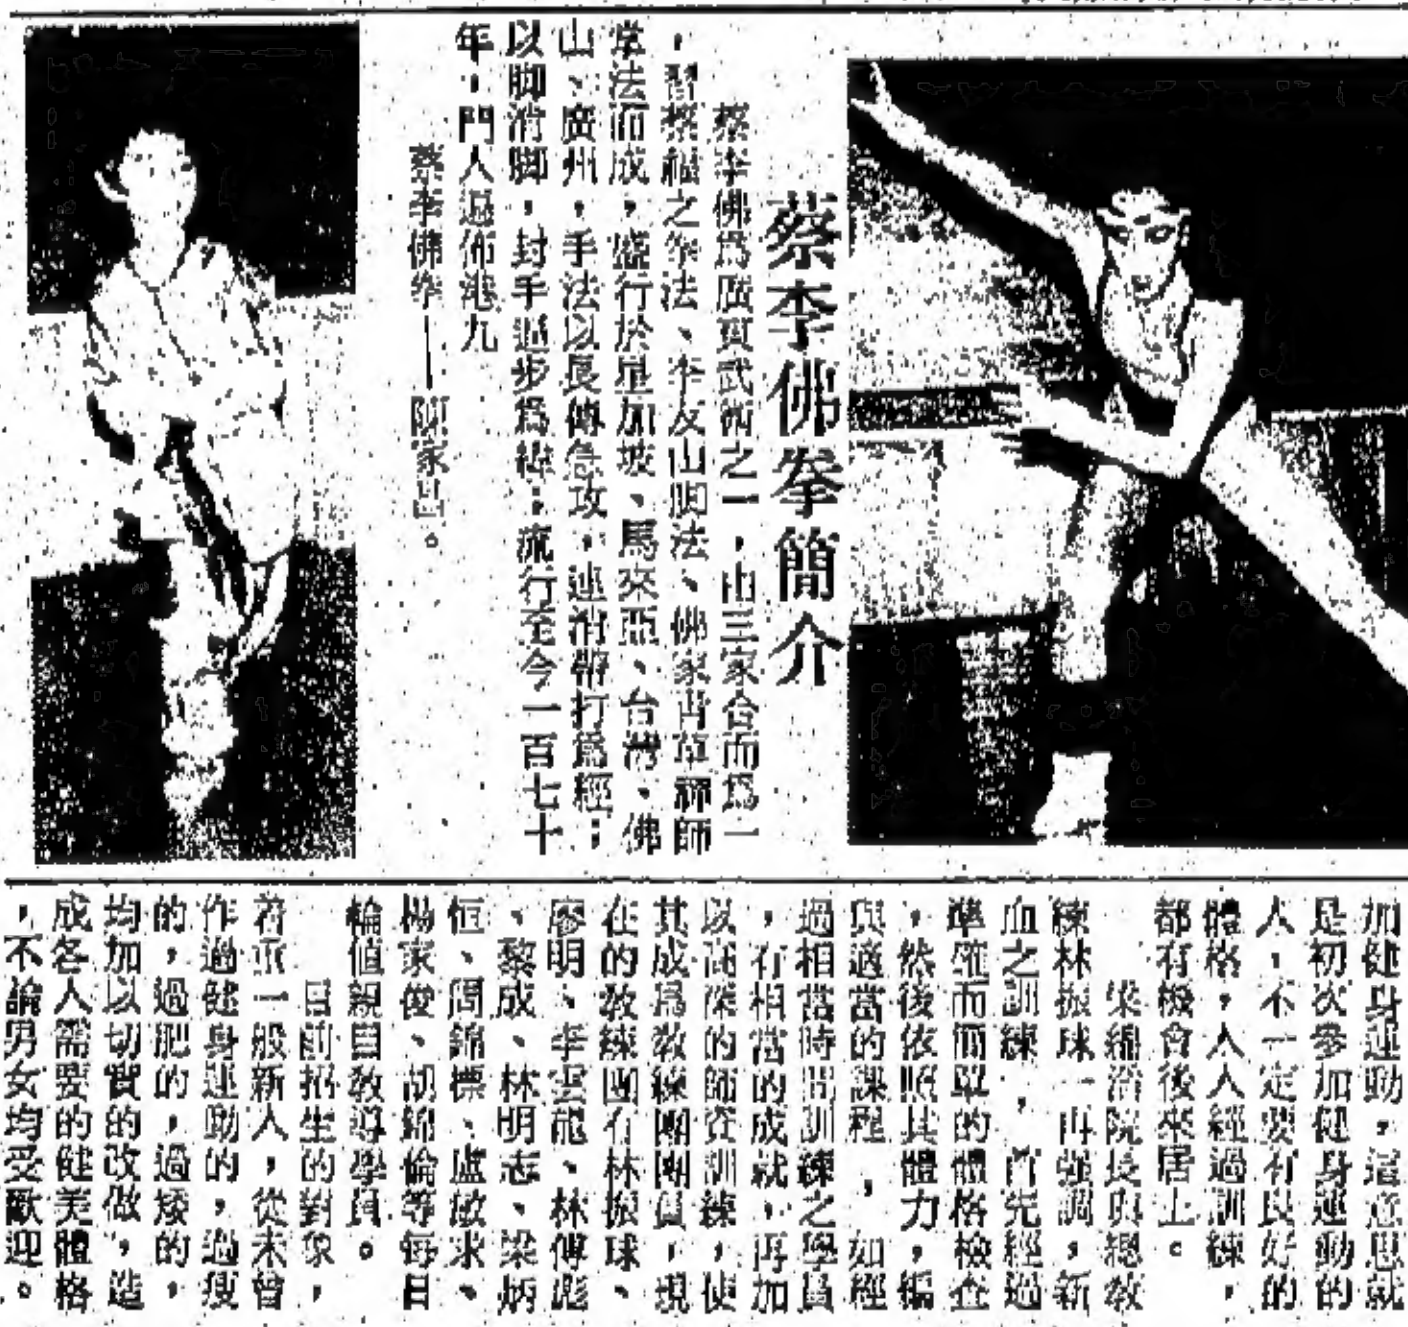 蔡李佛拳簡介
蔡李佛為廣賣武術之一,由三家合而為一
,習蔡福之拳法、李友山脚法、佛家青草禪師
掌法而成,盛行於星加坡、馬來亞、台灣、佛
山、廣州,手法以長傳急攻,連消帶打為經;
以脚消脚,封手過步為緯;流行至今一百七十
年,門人遍佈港九
蔡李佛拳——陳家昌。
加健身運動,這意思就
是初次參加健身運動的
人,不一定要有良好的
體格,人人經過訓練,
都有機會後來居上。
梁綿浴院長與總教
練林振球一再强調,新
血之訓練,首先經過
準確而簡單的體格檢查
,然後依照其體力,編
與適當的課程,如經
過相當時間訓練之學員
,有相當的成就,再加
以高深的師資訓練,使
其成為教練團團員,現
在的教練團有林振球、
廖明、李雲龍、林傅彪
、黎成、林明志、梁炳
恒、周錦標、盧敏求、
楊家俊、胡錦倫等每日
輪值親自教導學員。
目前招生的對象,
着重一般新人,從未曾
作過健身運動的,過瘦
的,過肥的,過矮的,
均加以切實的改做,造
成各人需要的健美體格
,不論男女均受歡迎。